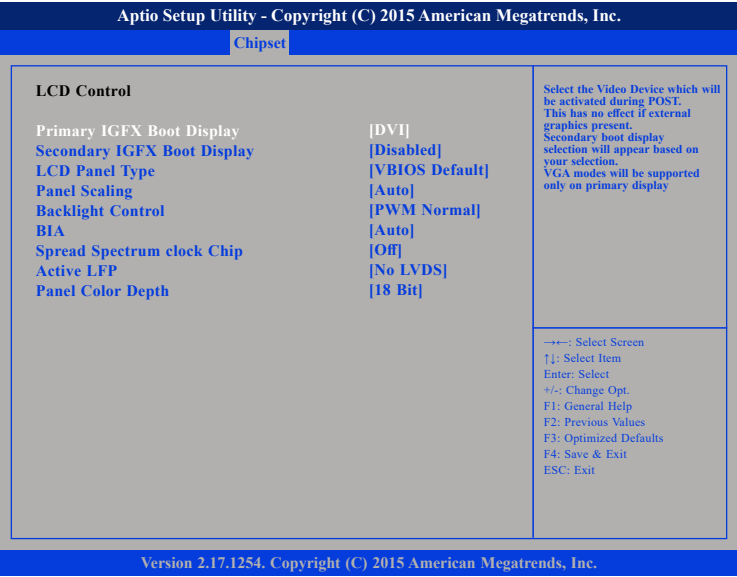 Aptio Setup Utility - Copyright (C) 2015 American Megatrends, Inc.
Chipset
LCD Control
Primary IGFX Boot Display [DVI]
Secondary IGFX Boot Display [Disabled]
LCD Panel Type [VBIOS Default]
Panel Scaling [Auto]
Backlight Control [PWM Normal]
BIA [Auto]
Spread Spectrum clock Chip [Off]
Active LFP [No LVDS]
Panel Color Depth [18 Bit]
Select the Video Device which will
be activated during POST.
This has no effect if external
graphics present.
Secondary boot display
selection will appear based on
your selection.
VGA modes will be supported
only on primary display
→←: Select Screen
↑↓: Select Item
Enter: Select
+/-: Change Opt.
F1: General Help
F2: Previous Values
F3: Optimized Defaults
F4: Save & Exit
ESC: Exit
Version 2.17.1254. Copyright (C) 2015 American Megatrends, Inc.